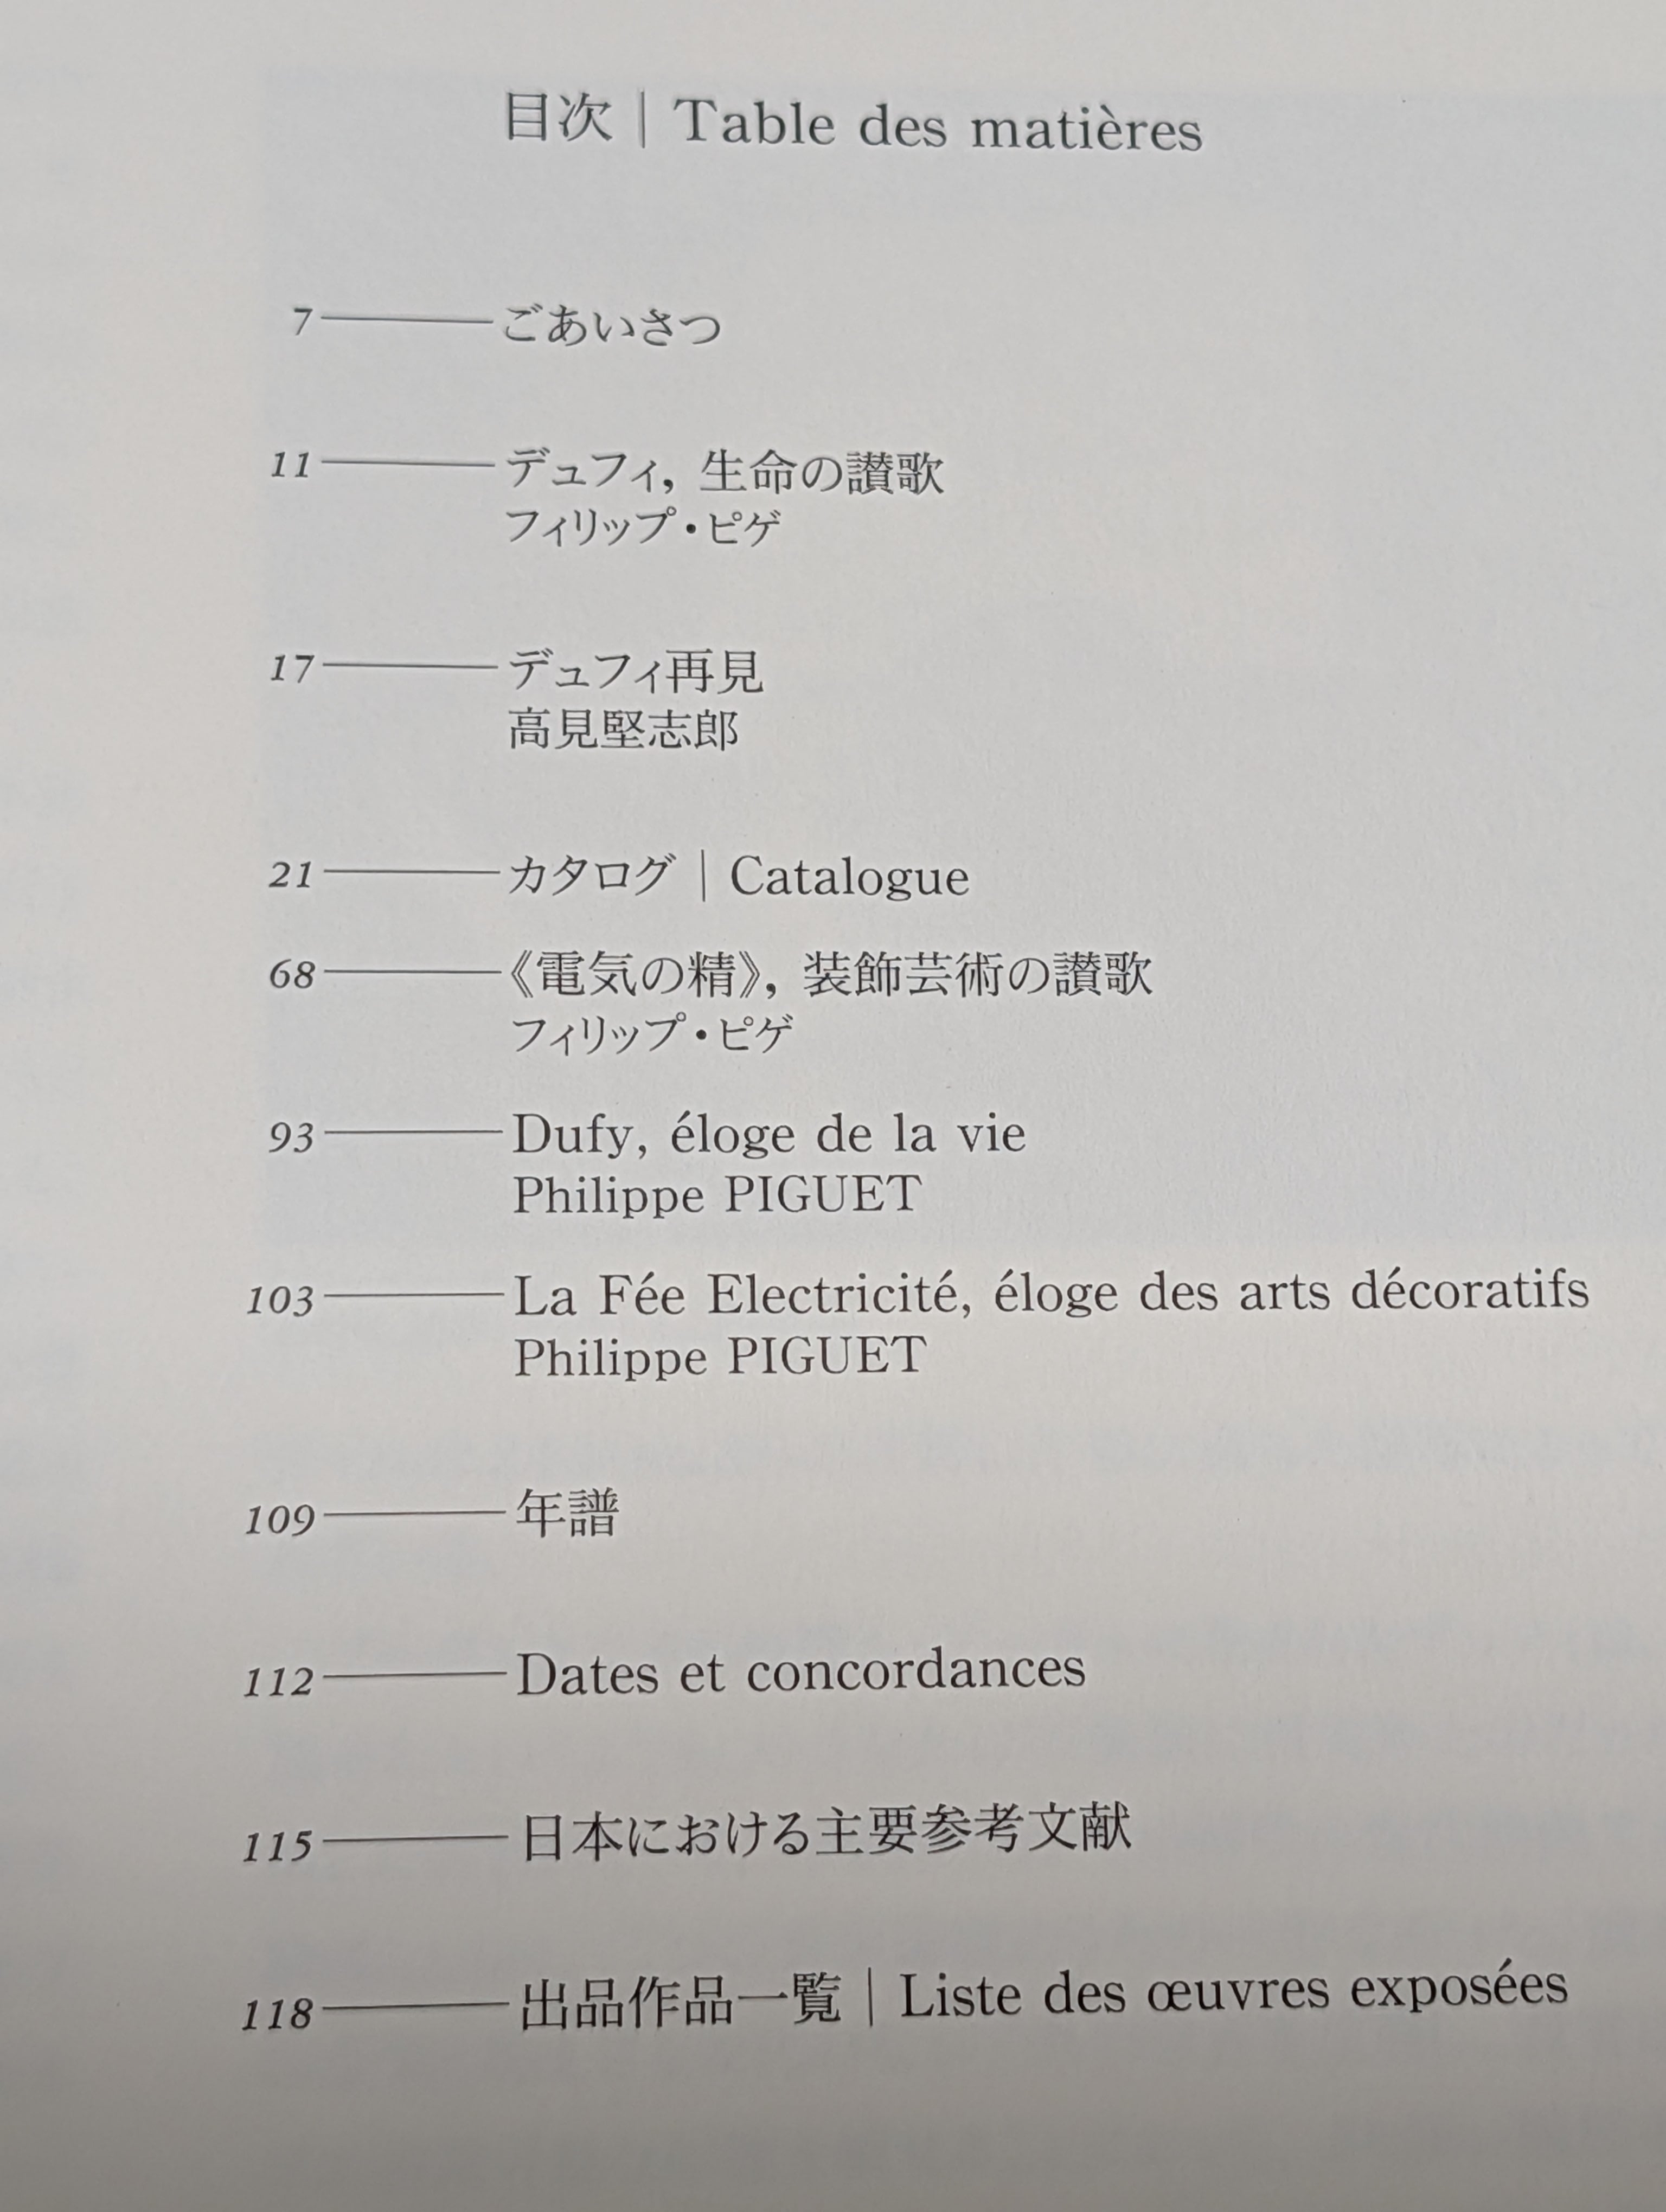 目次 | Table des matières
7 ごあいさつ
11 デュフィ, 生命の讃歌
フィリップ・ピゲ
17 デュフィ再見
高見堅志郎
21 カタログ | Catalogue
68 《電気の精》, 装飾芸術の讃歌
フィリップ・ピゲ
93 Dufy, éloge de la vie
Philippe PIGUET
103 La Fée Electricité, éloge des arts décoratifs
Philippe PIGUET
109 年譜
112 Dates et concordances
115 日本における主要参考文献
118 出品作品一覧 | Liste des œuvres exposées